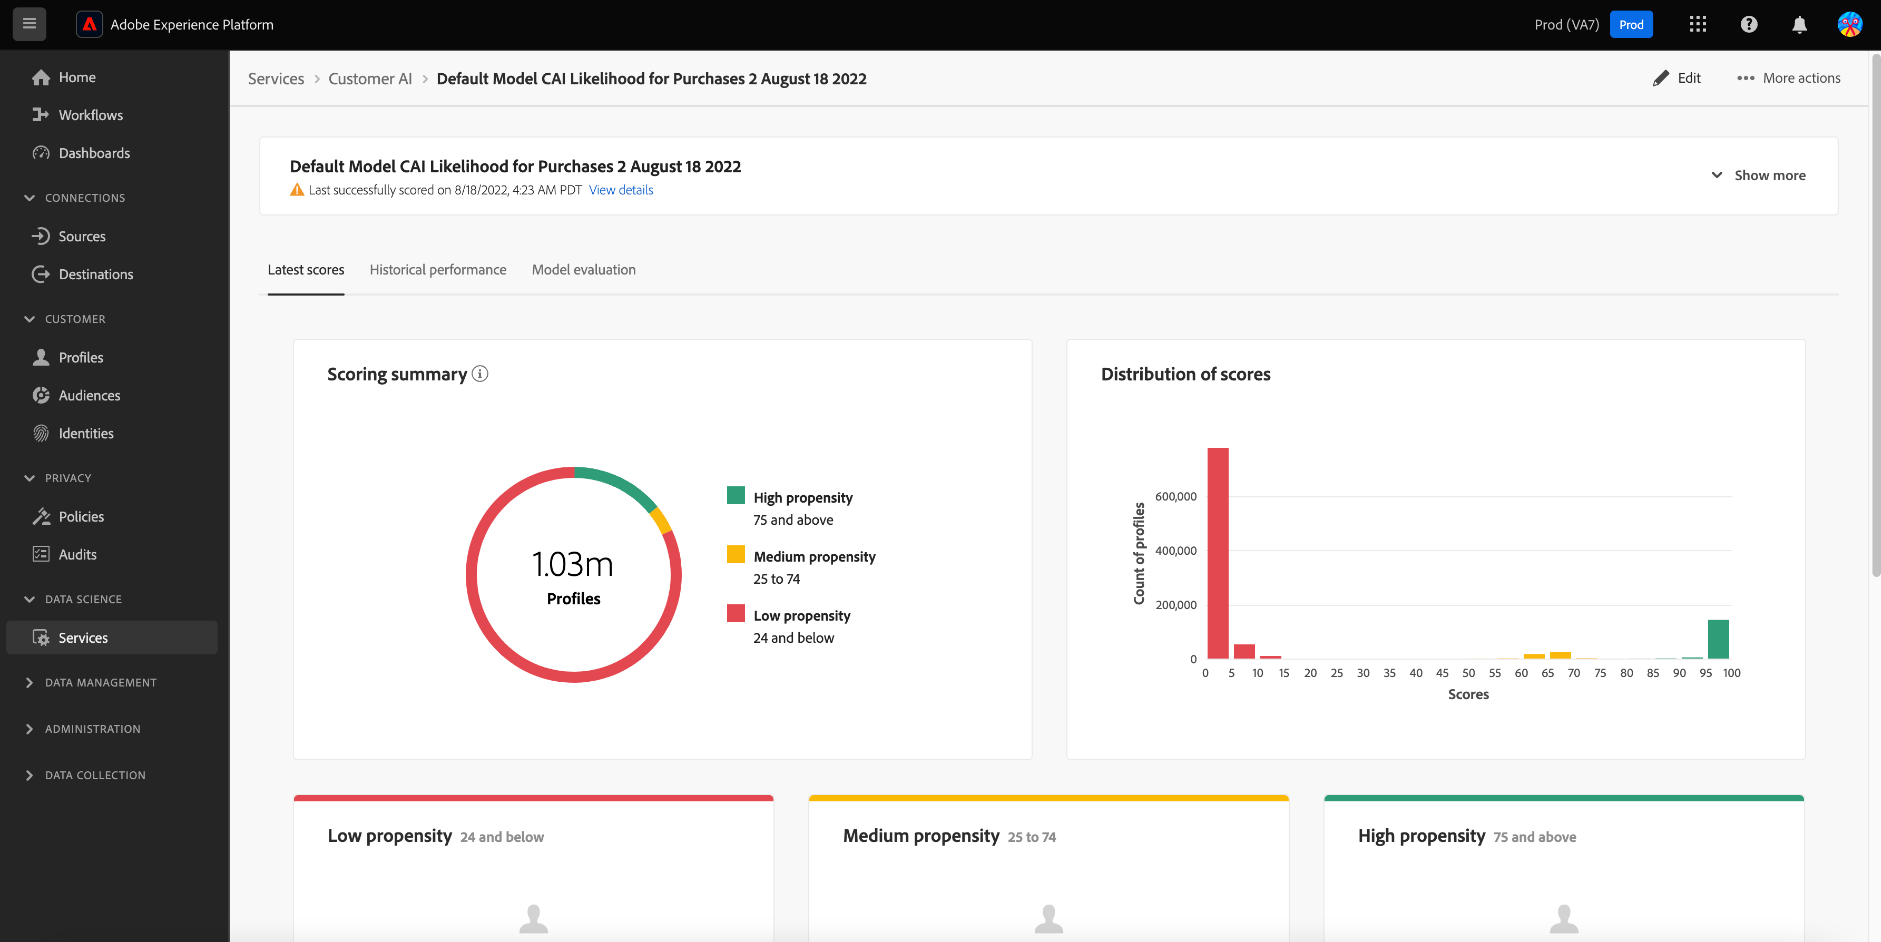 Adobe Experience Platform
Prod (VA7) Prod
Home
Workflows
Dashboards
CONNECTIONS
Sources
Destinations
CUSTOMER
Profiles
Audiences
Identities
PRIVACY
Policies
Audits
DATA SCIENCE
Services
DATA MANAGEMENT
ADMINISTRATION
DATA COLLECTION
Services > Customer AI > Default Model CAI Likelihood for Purchases 2 August 18 2022
Edit
More actions
Default Model CAI Likelihood for Purchases 2 August 18 2022
Last successfully scored on 8/18/2022, 4:23 AM PDT View details
Show more
Latest scores Historical performance Model evaluation
Scoring summary
1.03m
Profiles
High propensity
75 and above
Medium propensity
25 to 74
Low propensity
24 and below
Distribution of scores
Count of profiles
600,000
400,000
200,000
0
0 5 10 15 20 25 30 35 40 45 50 55 60 65 70 75 80 85 90 95 100
Scores
Low propensity 24 and below
Medium propensity 25 to 74
High propensity 75 and above